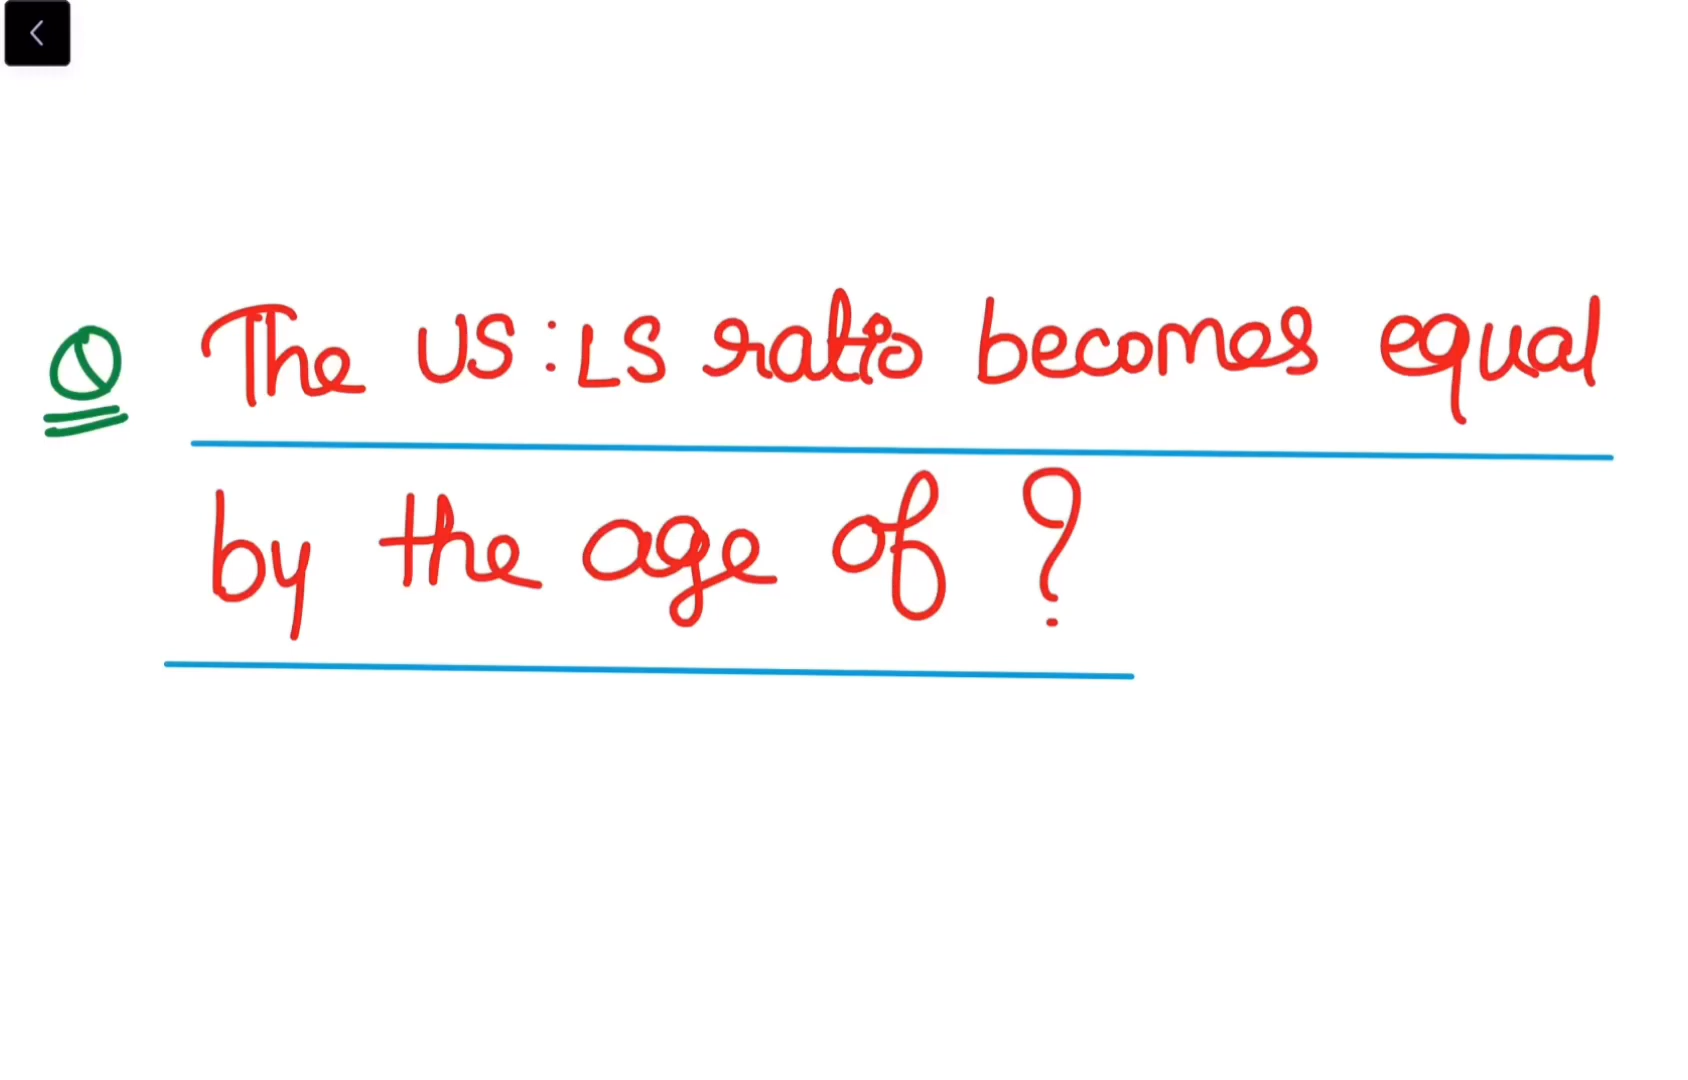 Q The US:LS ratio becomes equal
by the age of ?